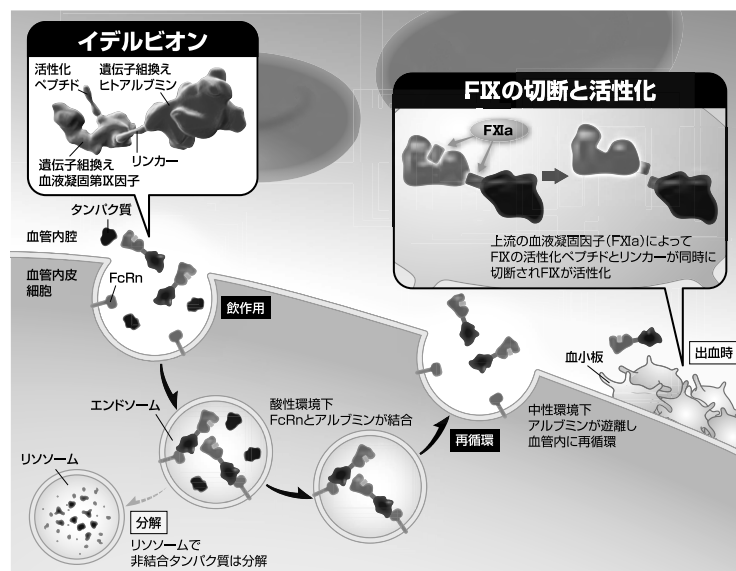 イデルビオン
活性化
ペプチド
遺伝子組換え
ヒトアルブミン
リンカー
遺伝子組換え
血液凝固第Ⅸ因子
FⅨの切断と活性化
FⅪa
上流の血液凝固因子(FⅪa)によって
FⅨの活性化ペプチドとリンカーが同時に
切断されFⅨが活性化
タンパク質
血管内腔
血管内皮
細胞
FcRn
飲作用
エンドソーム
酸性環境下
FcRnとアルブミンが結合
リソソーム
分解
リソソームで
非結合タンパク質は分解
再循環
中性環境下
アルブミンが遊離し
血管内に再循環
血小板
出血時